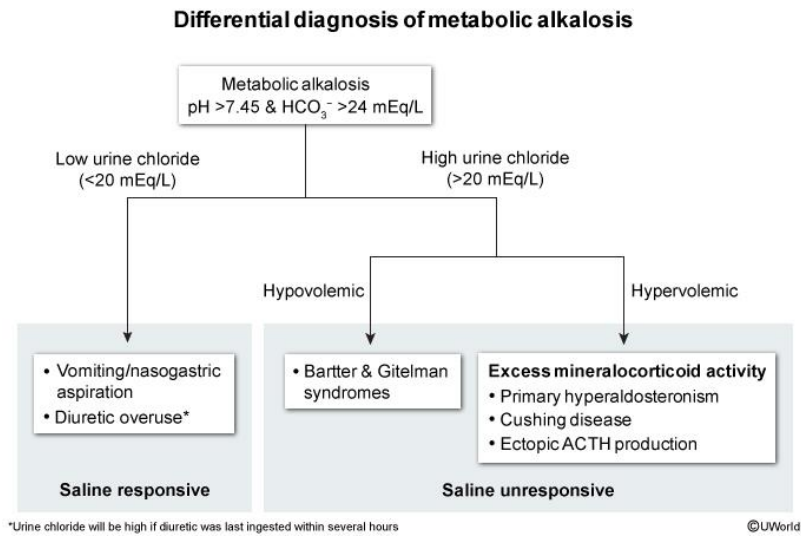 Differential diagnosis of metabolic alkalosis
Metabolic alkalosis
pH >7.45 & HCO₃⁻ >24 mEq/L
Low urine chloride
(<20 mEq/L)
High urine chloride
(>20 mEq/L)
Hypovolemic
Hypervolemic
• Vomiting/nasogastric
aspiration
• Diuretic overuse*
• Bartter & Gitelman
syndromes
Excess mineralocorticoid activity
• Primary hyperaldosteronism
• Cushing disease
• Ectopic ACTH production
Saline responsive
Saline unresponsive
*Urine chloride will be high if diuretic was last ingested within several hours
©UWorld